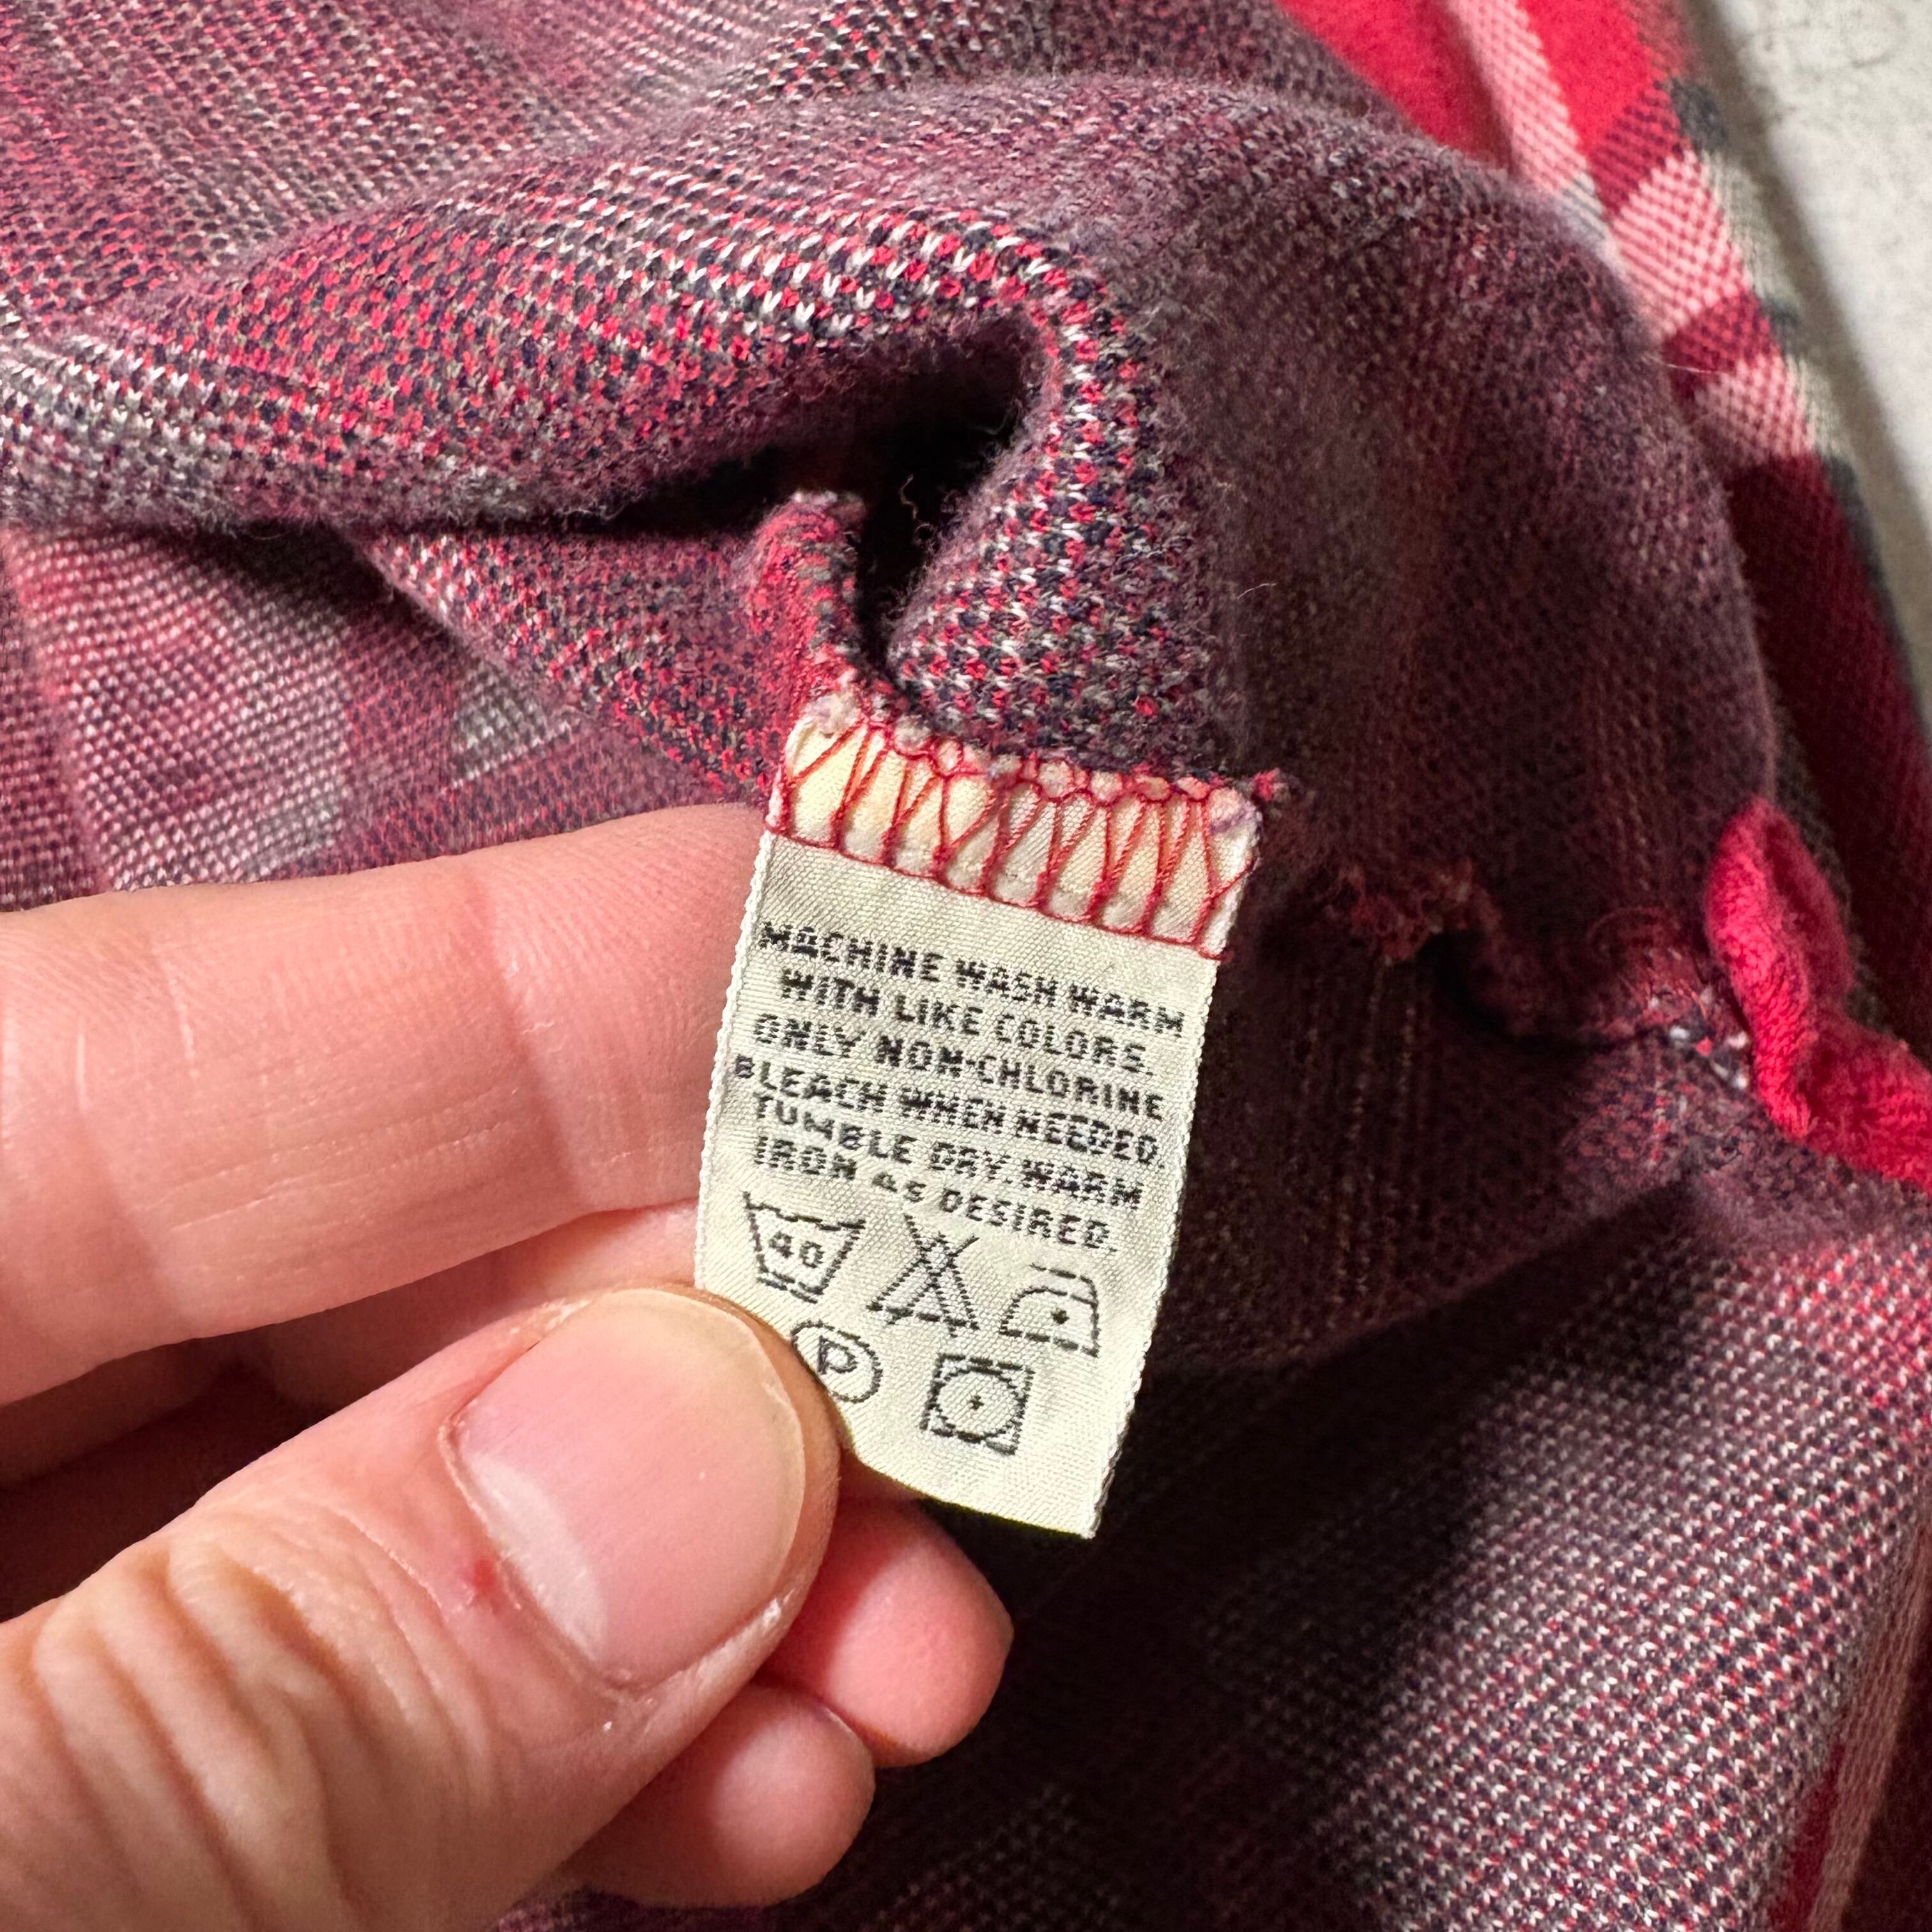 MACHINE WASH WARM
WITH LIKE COLORS.
ONLY NON-CHLORINE
BLEACH WHEN NEEDED.
TUMBLE DRY. WARM
IRON AS DESIRED.
40
P